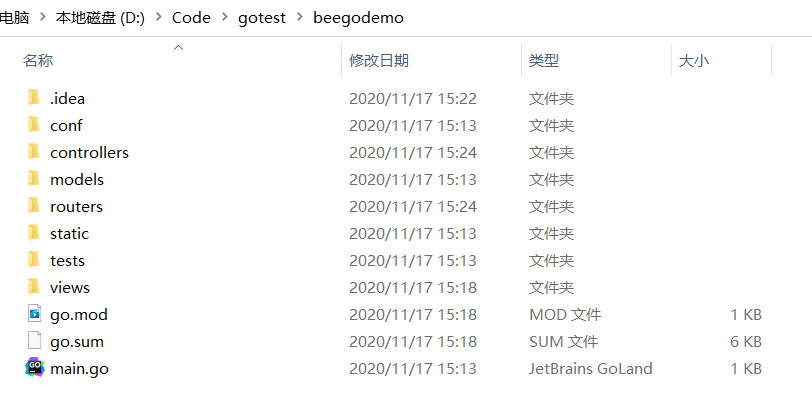 电脑 > 本地磁盘 (D:) > Code > gotest > beegodemo
名称 修改日期 类型 大小
.idea 2020/11/17 15:22 文件夹
conf 2020/11/17 15:13 文件夹
controllers 2020/11/17 15:24 文件夹
models 2020/11/17 15:13 文件夹
routers 2020/11/17 15:24 文件夹
static 2020/11/17 15:13 文件夹
tests 2020/11/17 15:13 文件夹
views 2020/11/17 15:18 文件夹
go.mod 2020/11/17 15:18 MOD 文件 1 KB
go.sum 2020/11/17 15:18 SUM 文件 6 KB
GO main.go 2020/11/17 15:13 JetBrains GoLand 1 KB